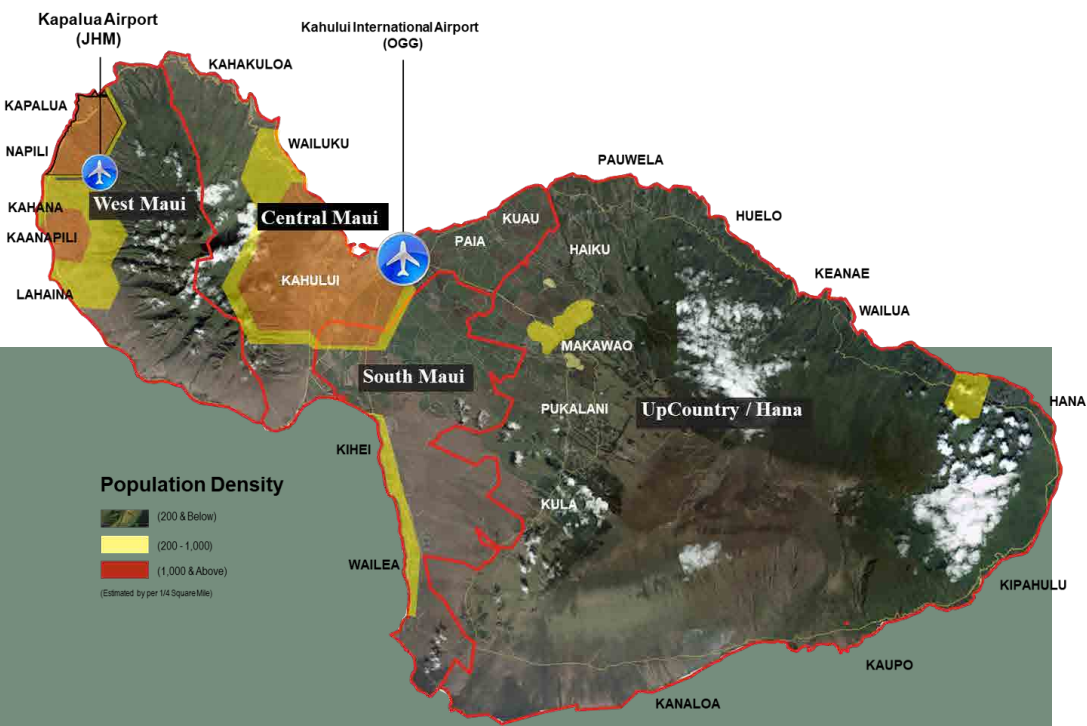 Kapalua Airport
(JHM)
Kahului International Airport
(OGG)
KAHAKULOA
KAPALUA
WAILUKU
NAPILI
PAUWELA
West Maui
KAHANA
Central Maui
KUAU
HUELO
KAANAPILI
PAIA
HAIKU
KEANAE
KAHULUI
LAHAINA
WAILUA
MAKAWAO
South Maui
HANA
PUKALANI
UpCountry / Hana
KIHEI
Population Density
KULA
(200 & Below)
(200 - 1,000)
WAILEA
(1,000 & Above)
KIPAHULU
(Estimated by per 1/4 Square Mile)
KAUPO
KANALOA